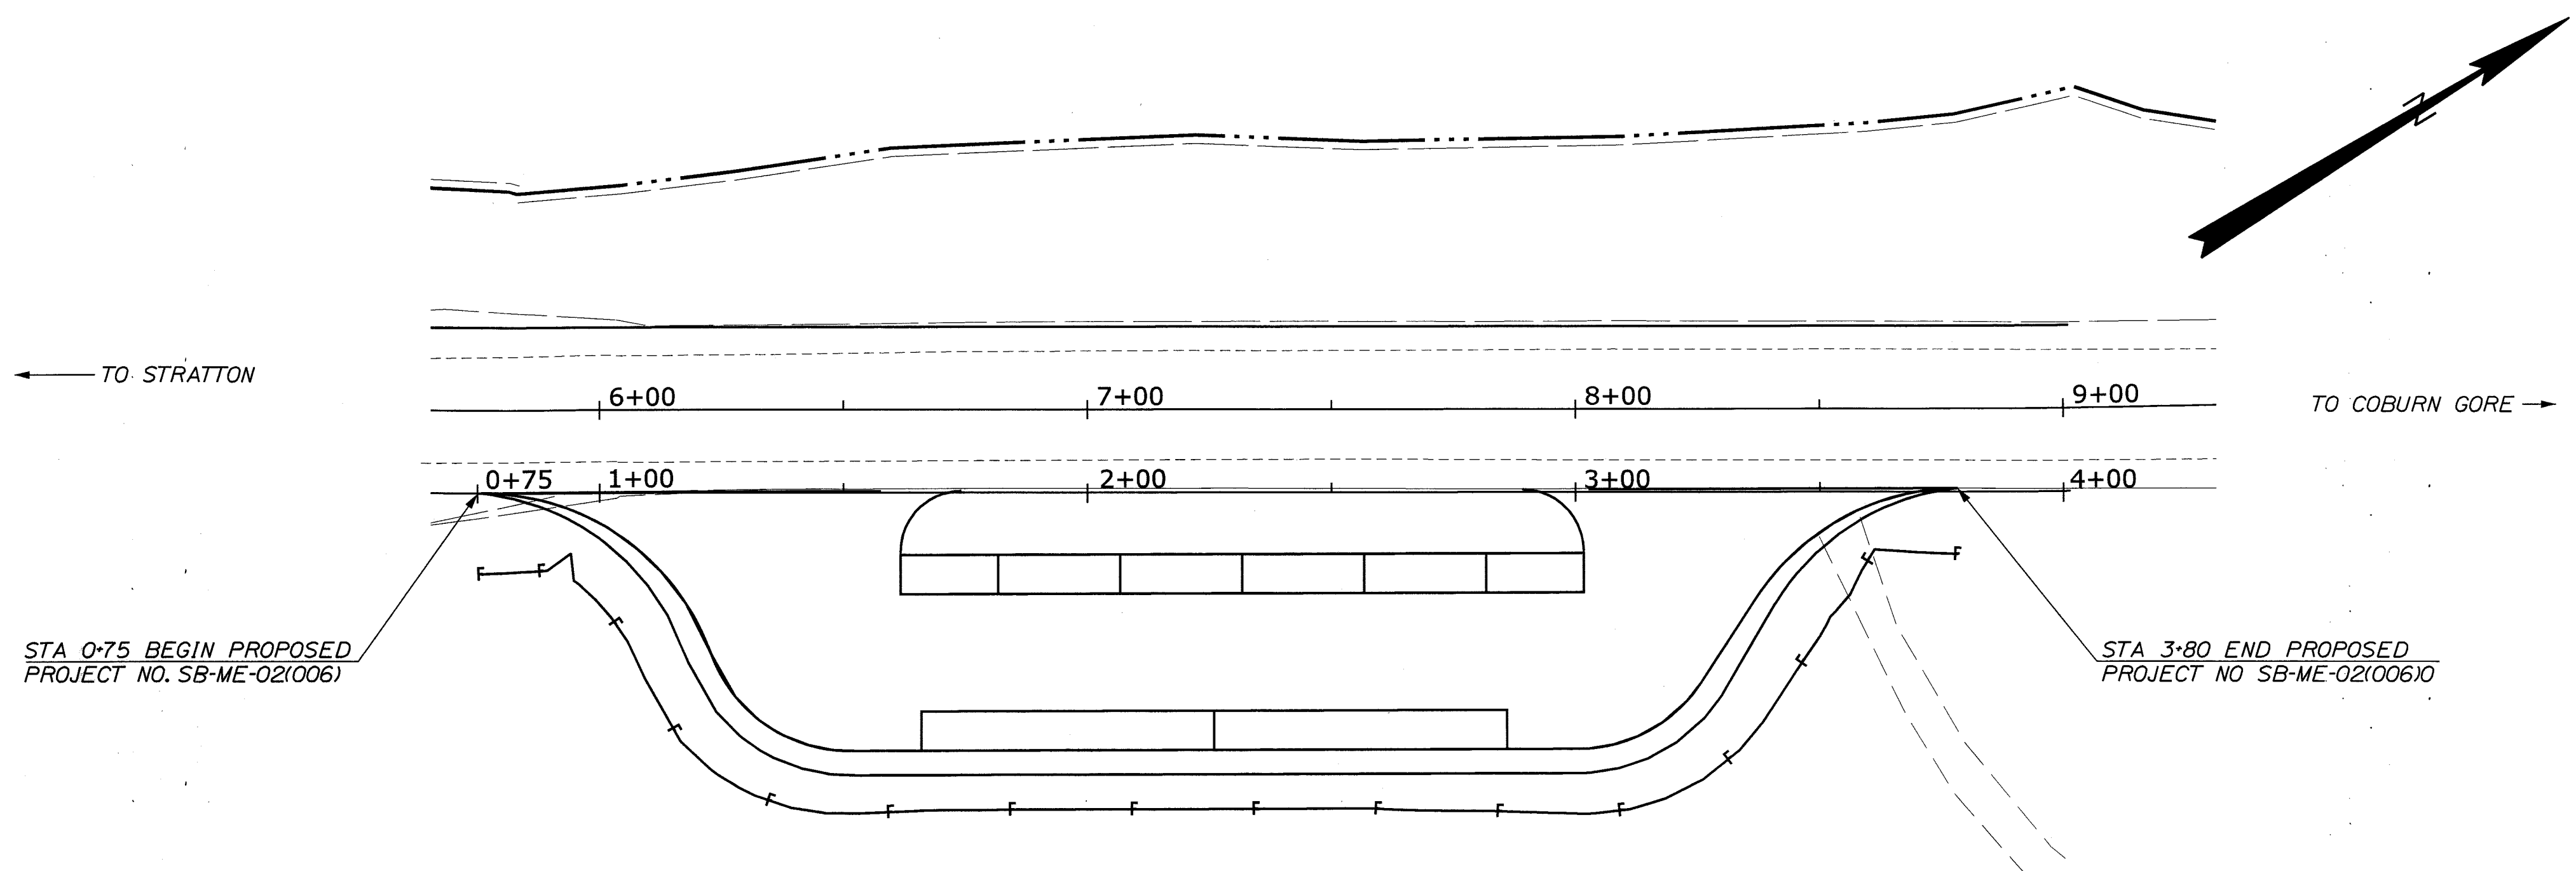 Z
TO STRATTON
6+00 7+00 8+00 9+00
TO COBURN GORE
0+75 1+00 2+00 3+00 4+00
F F F F F F F F F F F F F F F F
STA 0+75 BEGIN PROPOSED
PROJECT NO. SB-ME-02(006)
STA 3+80 END PROPOSED
PROJECT NO SB-ME-02(006)0